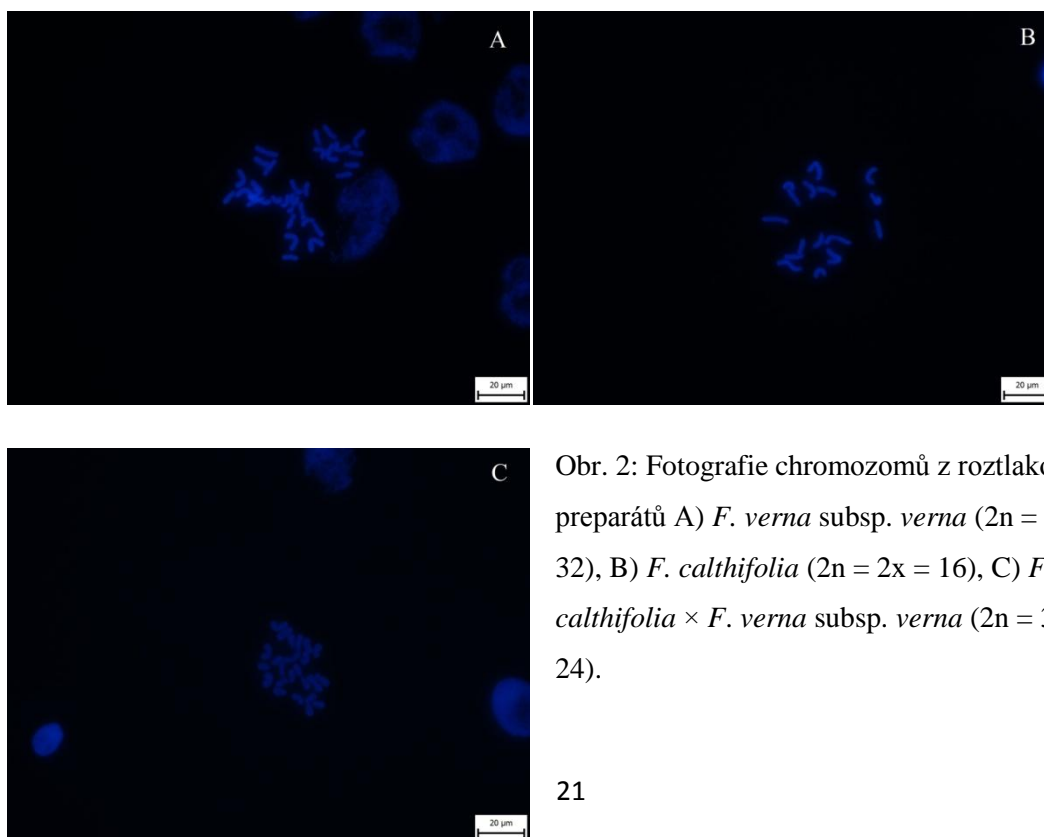 A
B
20 µm
20 µm
C
Obr. 2: Fotografie chromozomů z
preparátů A) F. verna subsp. verna (2n =
32), B) F. calthifolia (2n = 2x = 16), C) F
calthifolia × F. verna subsp. verna (2n =
24).
20 µm
21